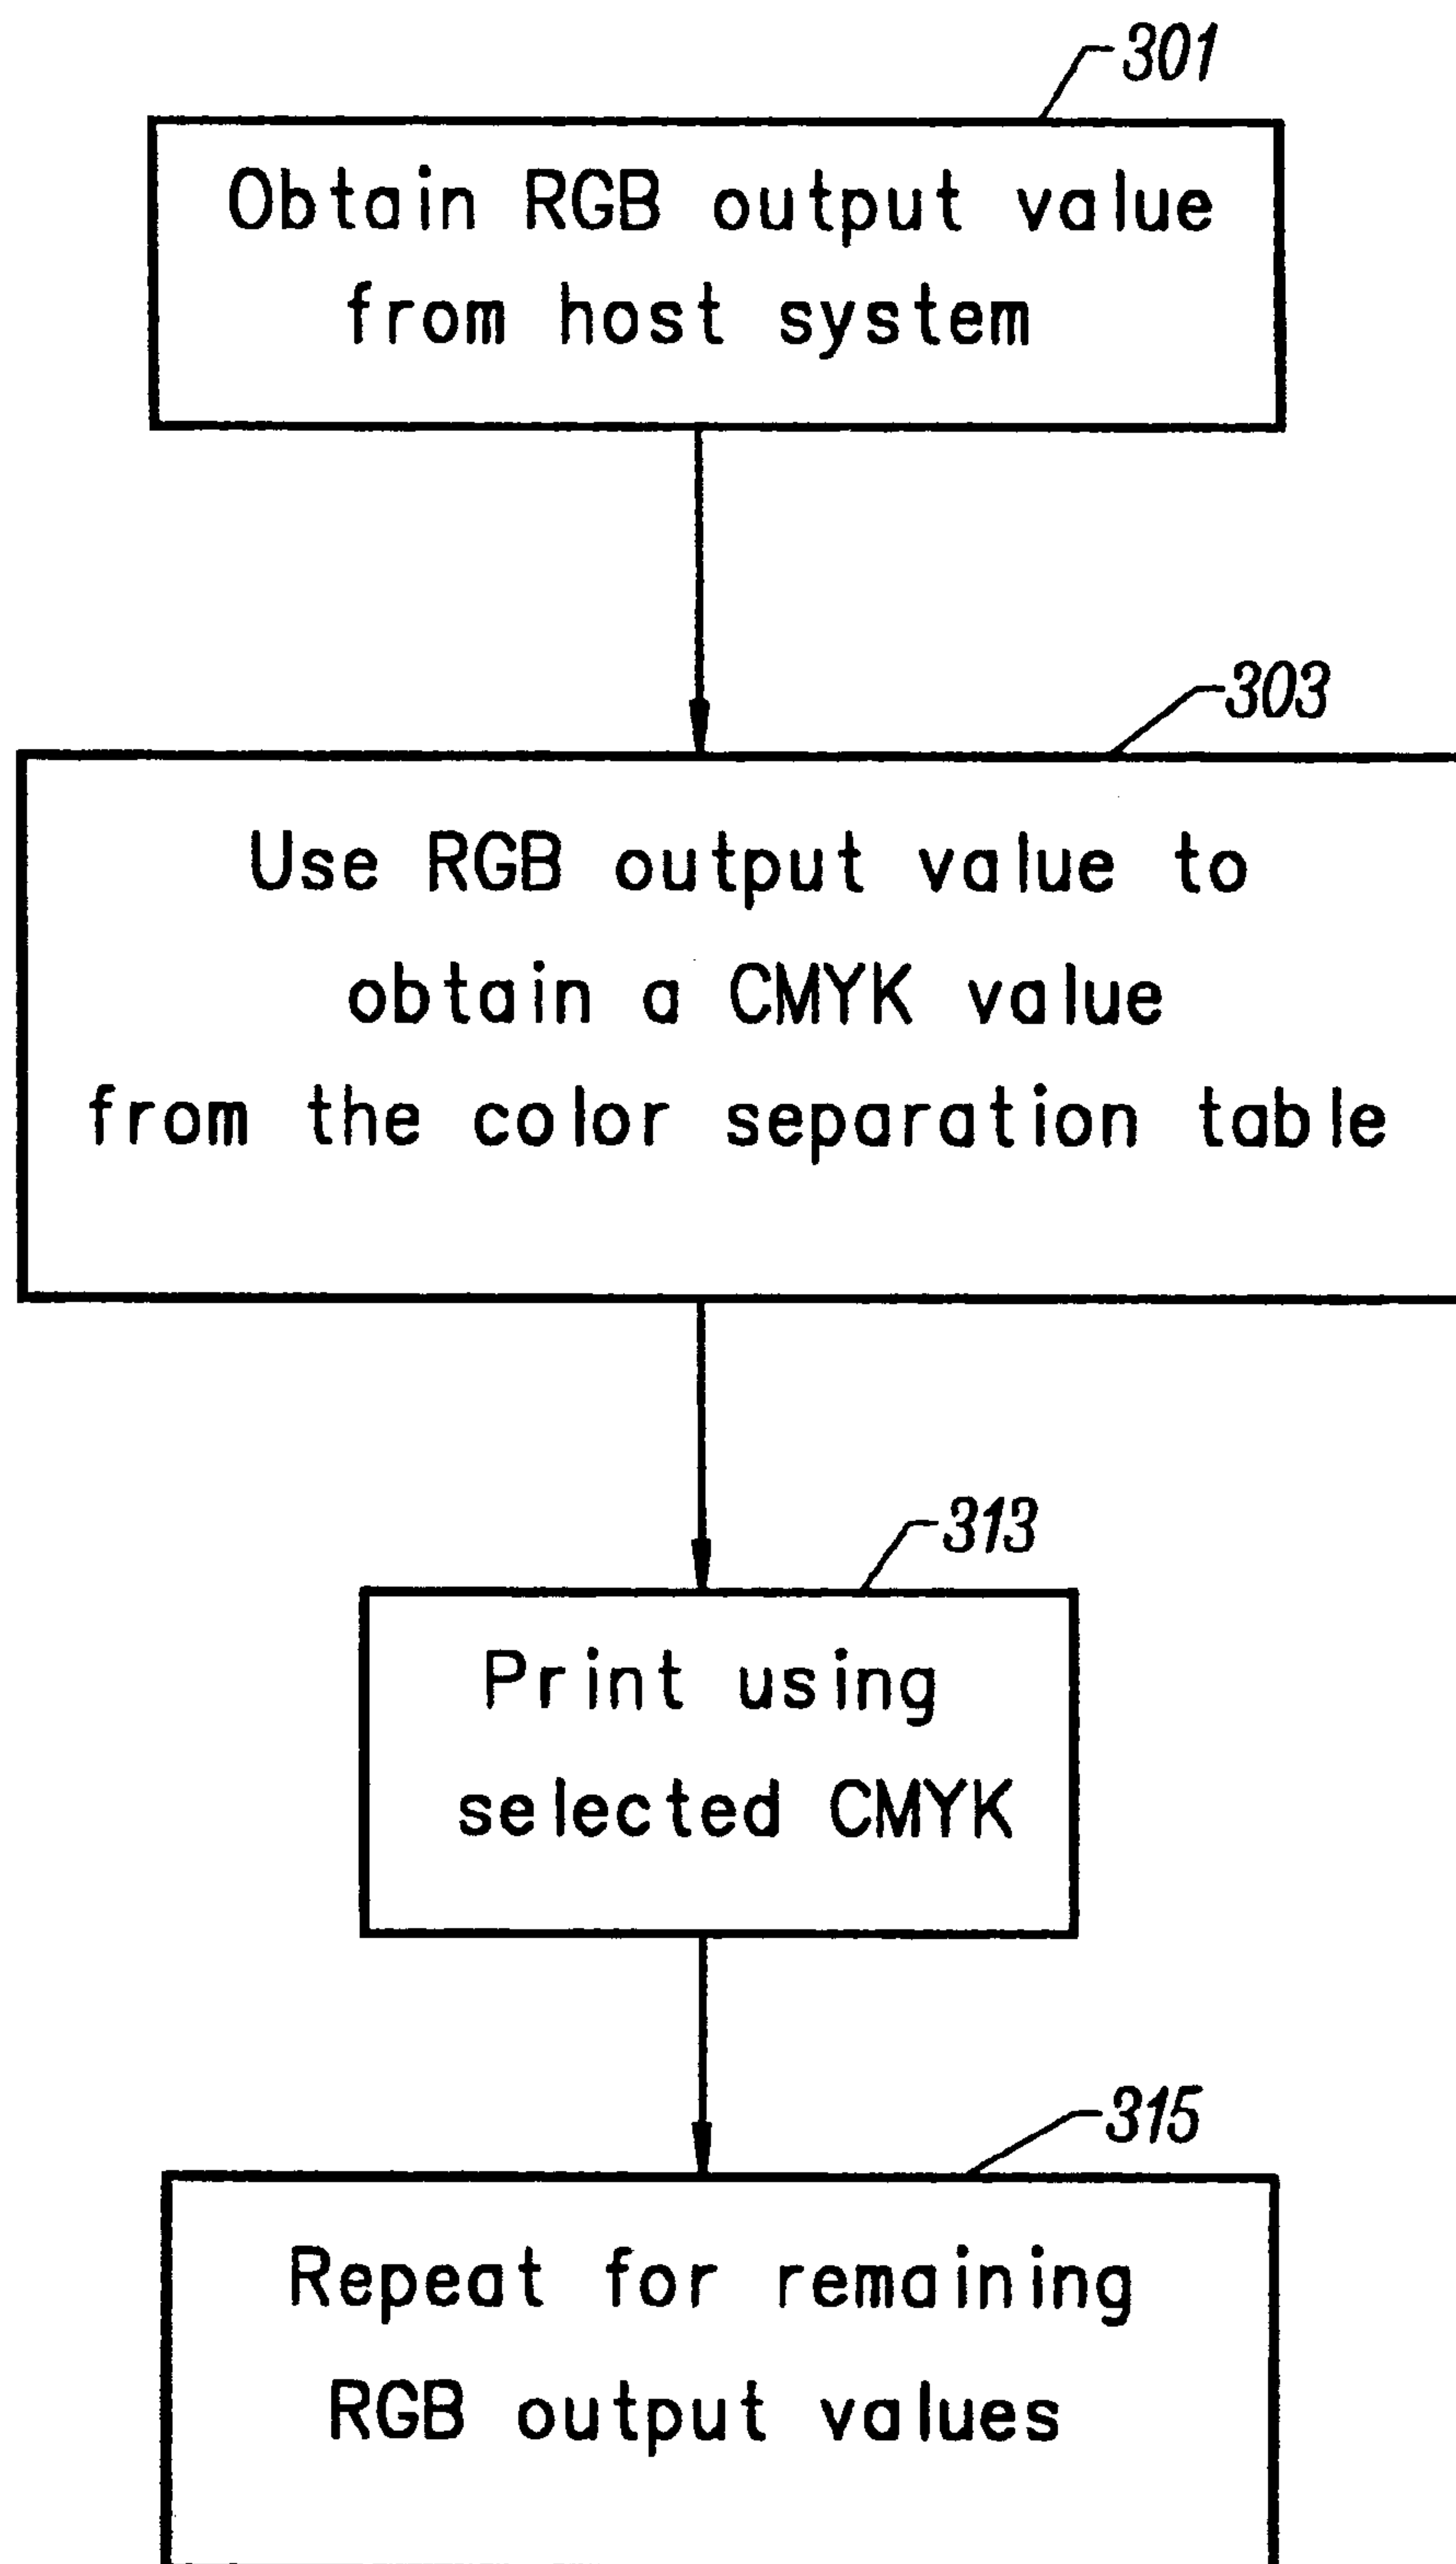 301
Obtain RGB output value
from host system
303
Use RGB output value to
obtain a CMYK value
from the color separation table
313
Print using
selected CMYK
315
Repeat for remaining
RGB output values